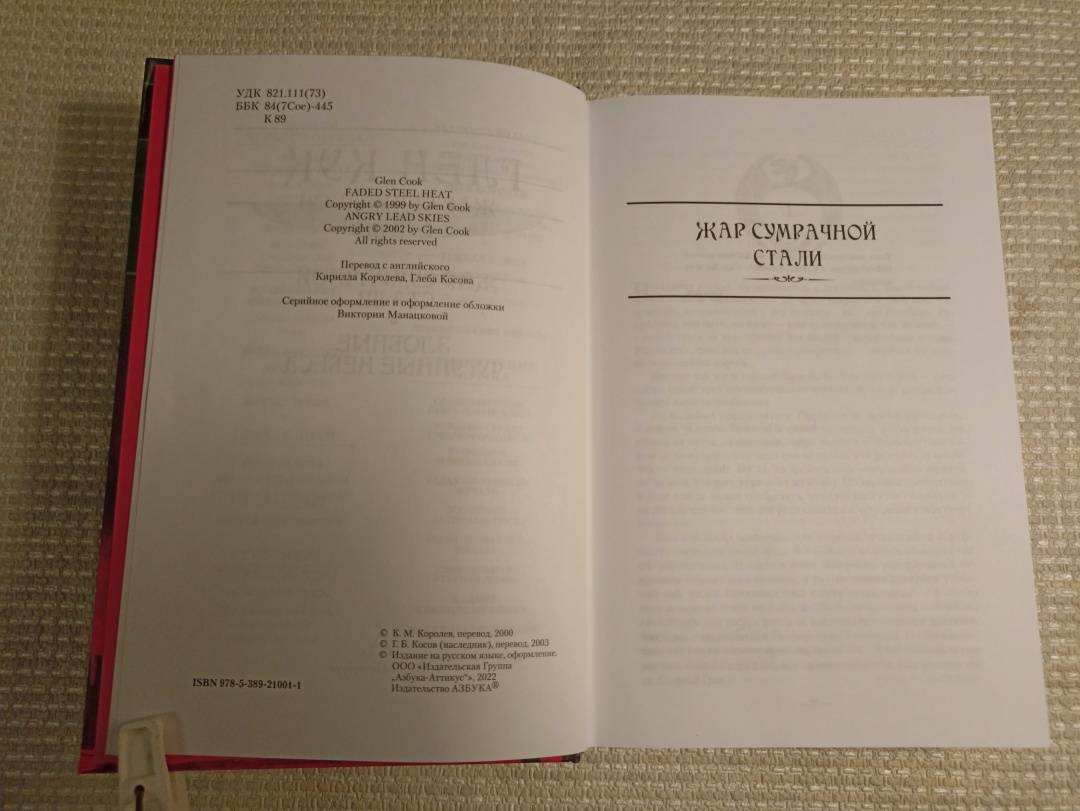 УДК 821.111(73)
ББК 84(7Сое)-445
К 89
Glen Cook
FADED STEEL HEAT
Copyright © 1999 by Glen Cook
ANGRY LEAD SKIES
Copyright © 2002 by Glen Cook
All rights reserved
Перевод с английского
Кирилла Королева, Глеба Косова
Серийное оформление и оформление обложки
Виктории Манацковой
© К. М. Королев, перевод, 2000
© Г. Б. Косов (наследник), перевод, 2003
© Издание на русском языке, оформление.
ООО «Издательская Группа
„Азбука-Аттикус“», 2022
Издательство АЗБУКА®
ISBN 978-5-389-21001-1
ЖАР СУМРАЧНОЙ
СТАЛИ